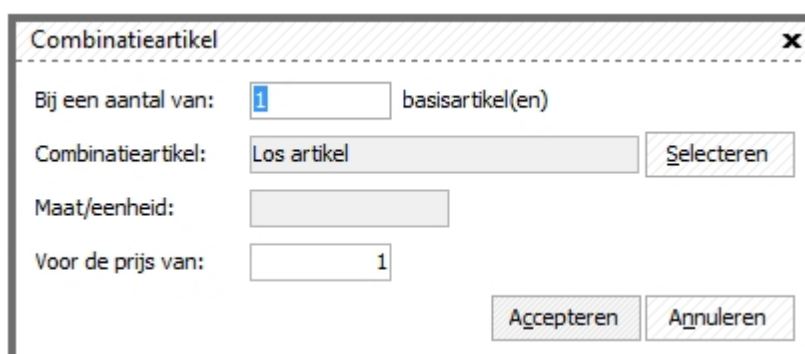 Combinatieartikel
Bij een aantal van: 1 basisartikel(en)
Combinatieartikel: Los artikel Selecteren
Maat/eenheid:
Voor de prijs van: 1
Accepteren Annuleren